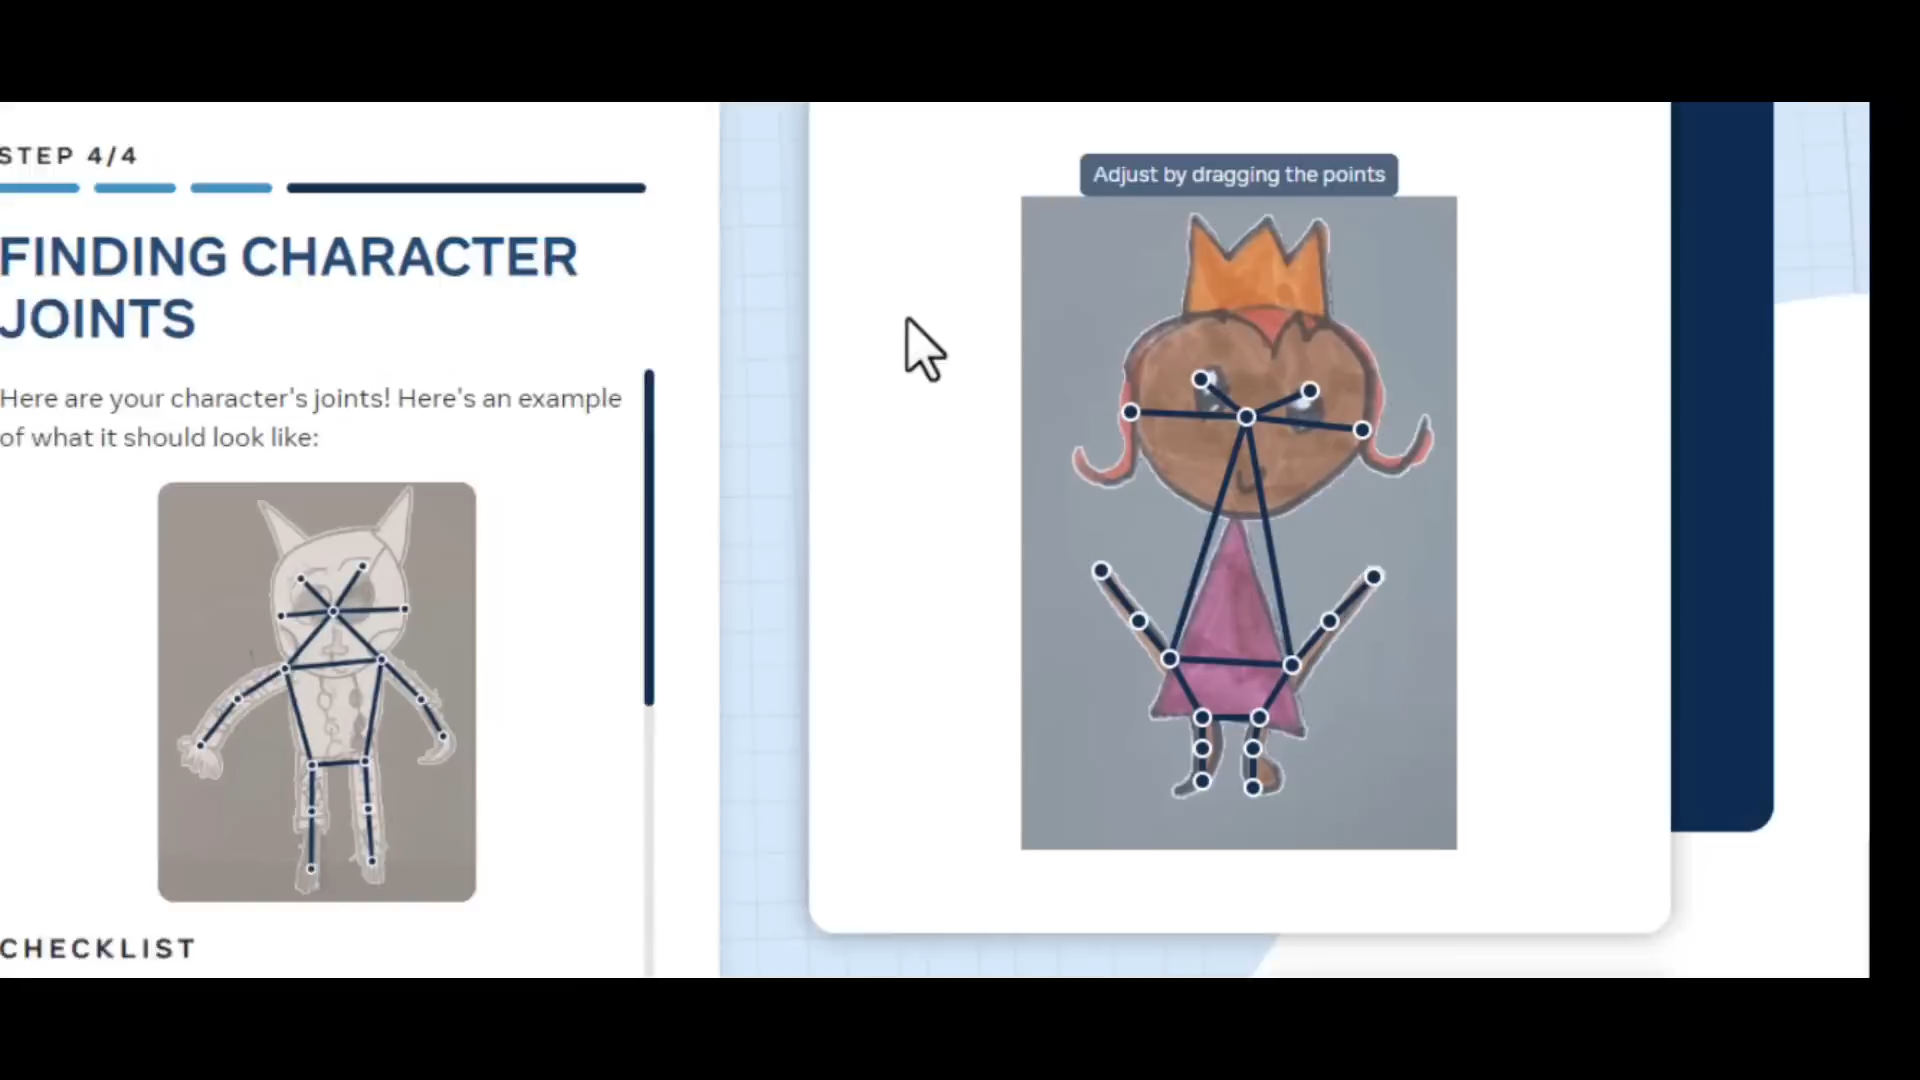 STEP 4/4
FINDING CHARACTER
JOINTS
Here are your character's joints! Here's an example
of what it should look like:
CHECKLIST
Adjust by dragging the points